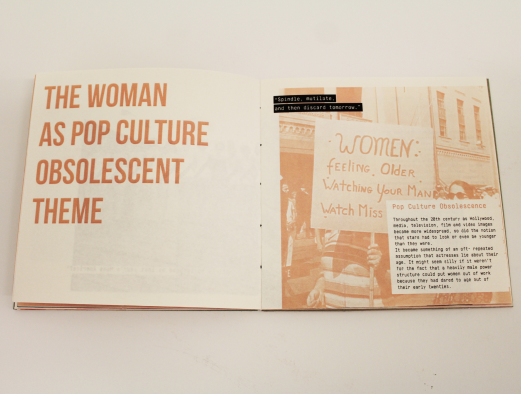 THE WOMAN
AS POP CULTURE
OBSOLESCENT
THEME
"Spindle, mutilate,
and then discard tomorrow."
WOMEN:
feeling Older
Watching Your MAN
Watch Miss
Pop Culture Obsolescence
Throughout the 20th century as Hollywood,
media, television, film and video images
became more widespread, so did the notion
that stars had to look or even be younger
than they were.
It became something of an oft- repeated
assumption that actresses lie about their
age. It might seem silly if it weren't
for the fact that a heavily male power
structure could put women out of work
because they had dared to age out of
their early twenties.